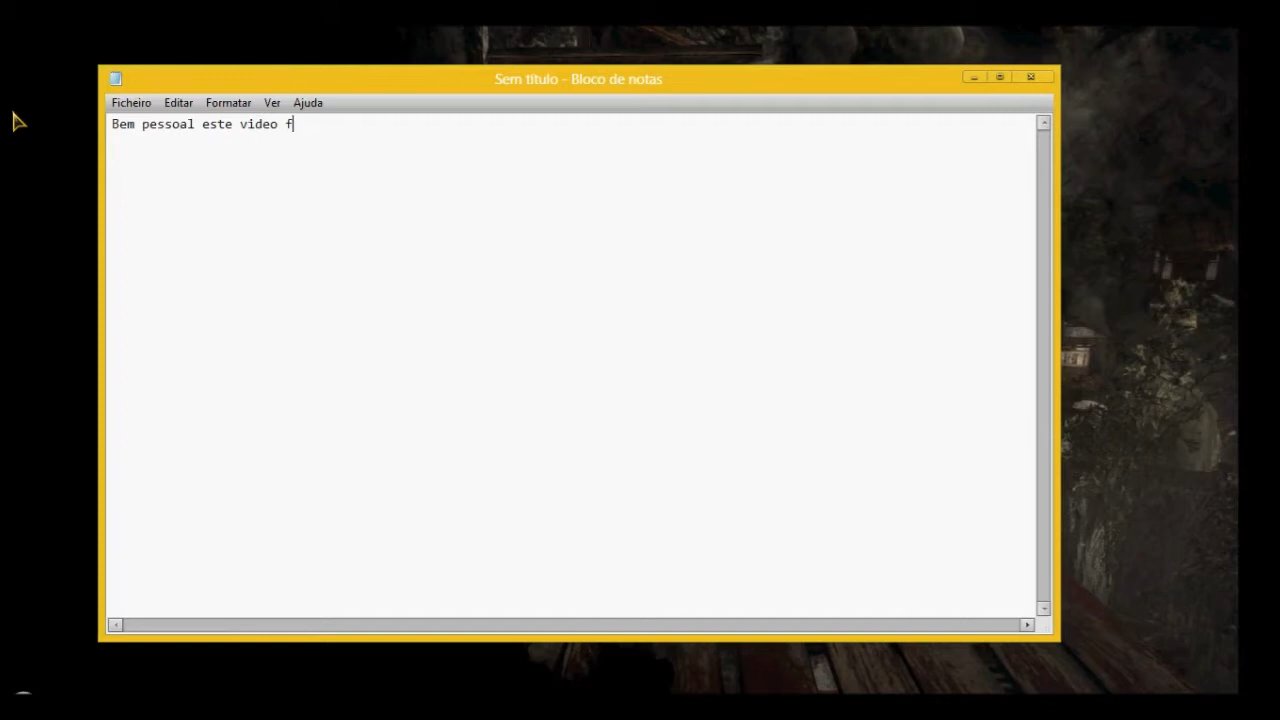 Sem título - Bloco de notas
Ficheiro Editar Formatar Ver Ajuda
Bem pessoal este video f